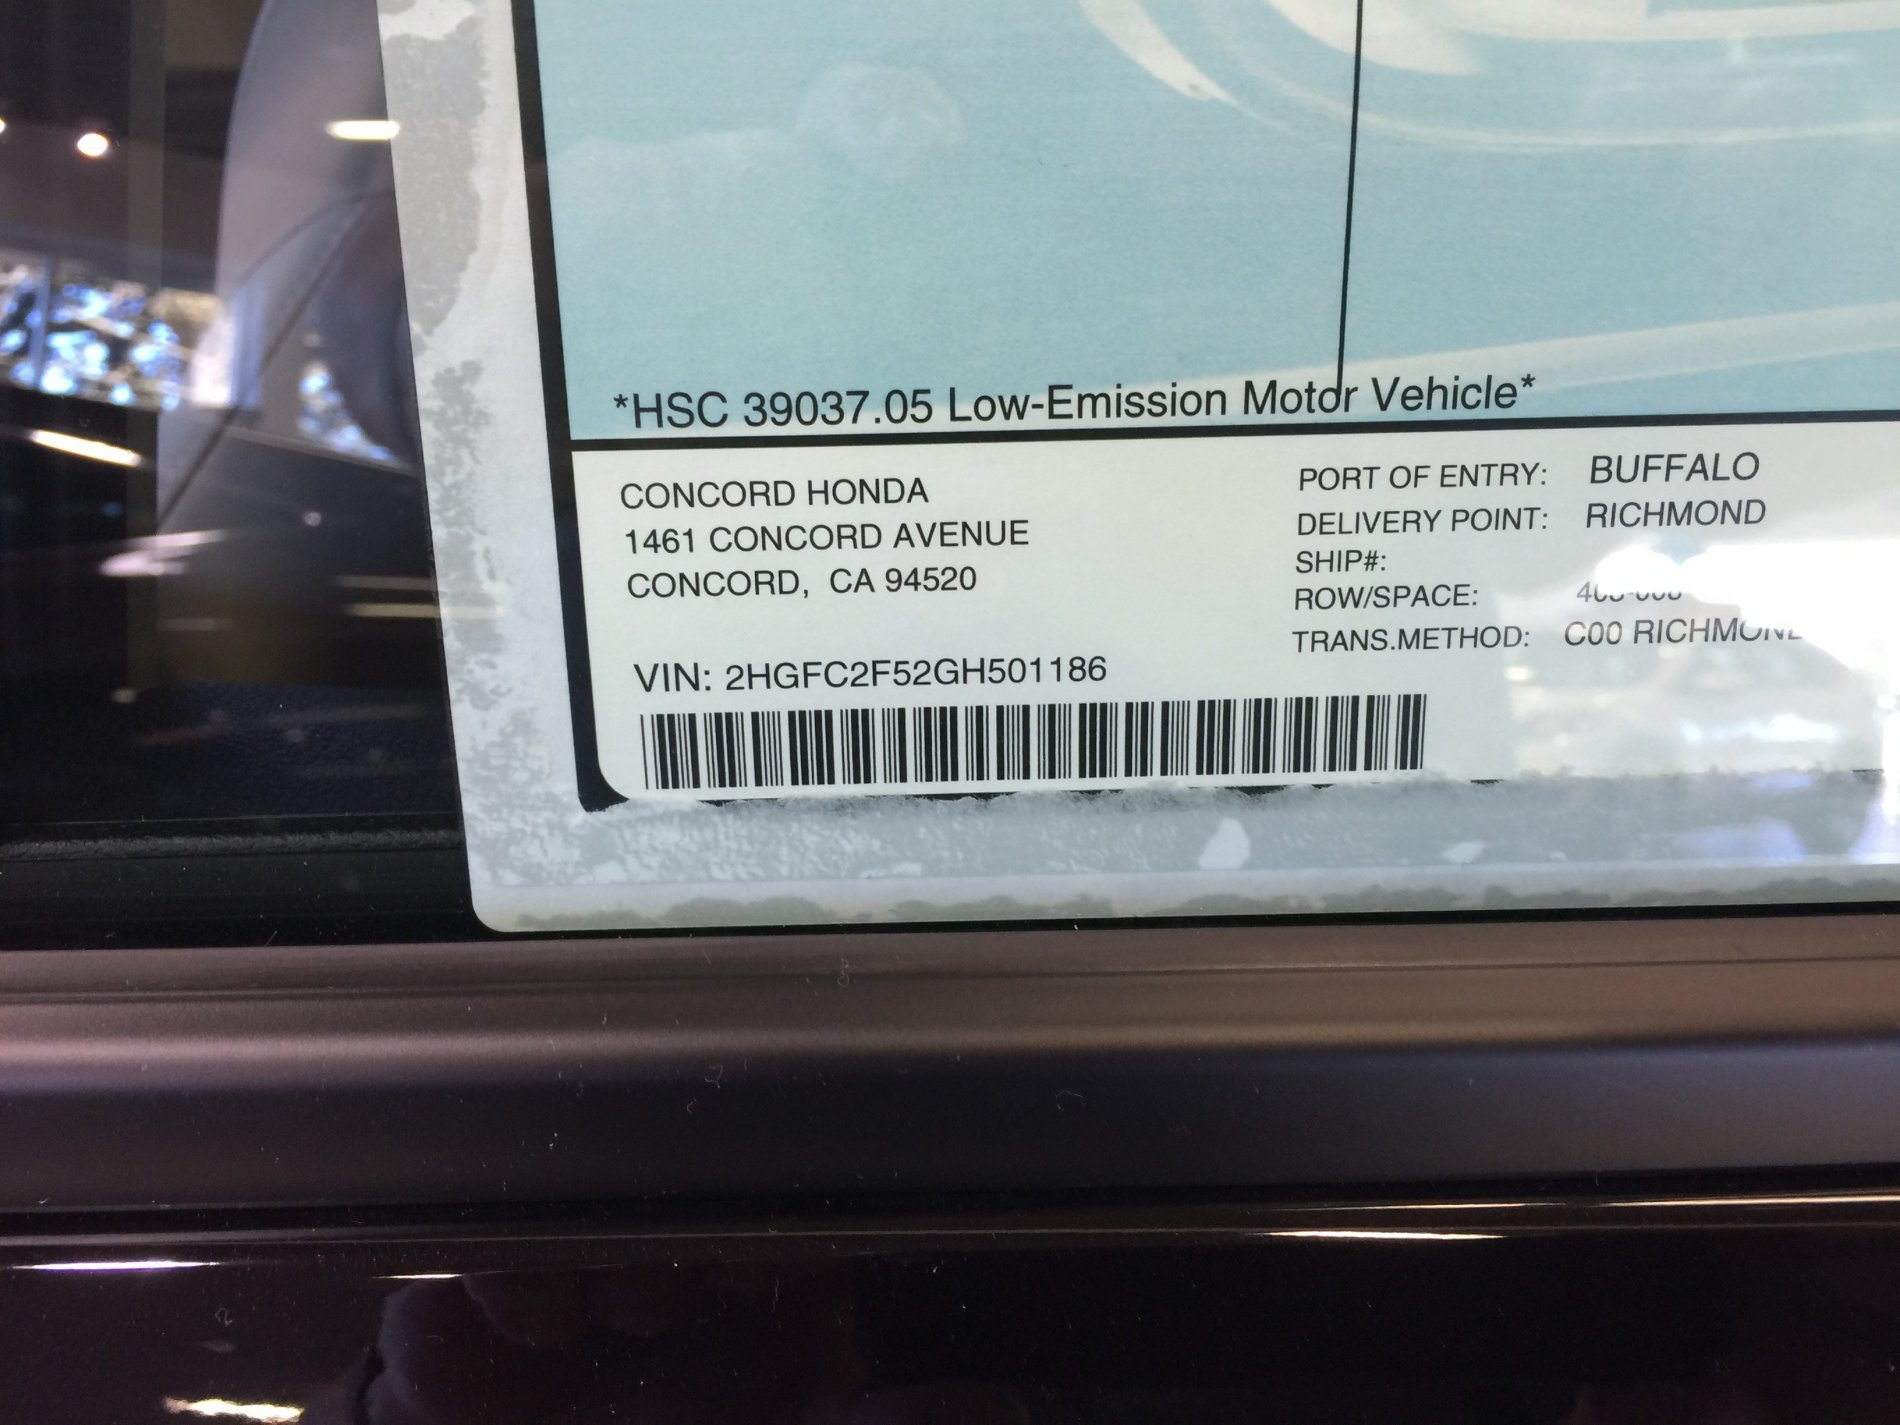 *HSC 39037.05 Low-Emission Motor Vehicle*
CONCORD HONDA
1461 CONCORD AVENUE
CONCORD, CA 94520
VIN: 2HGFC2F52GH501186
PORT OF ENTRY: BUFFALO
DELIVERY POINT: RICHMOND
SHIP#:
ROW/SPACE:
TRANS.METHOD: C00 RICHMOND